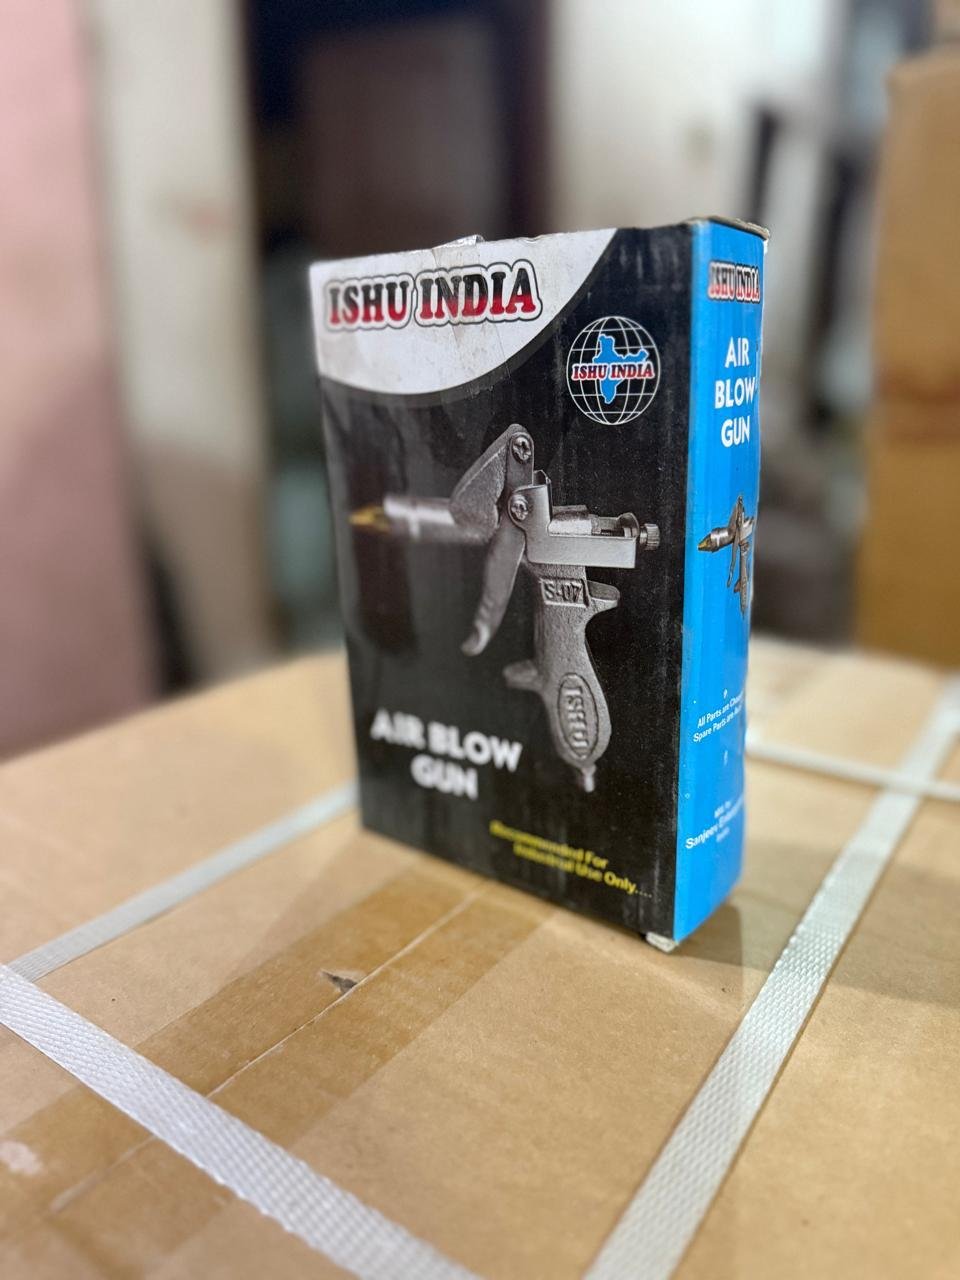 ISHU INDIA
ISHU INDIA
S-07
ISHU
AIR BLOW
GUN
Recommended For
Industrial Use Only....
ISHU INDIA
AIR
BLOW
GUN
All Parts are
Spare Parts are
Sanjeev